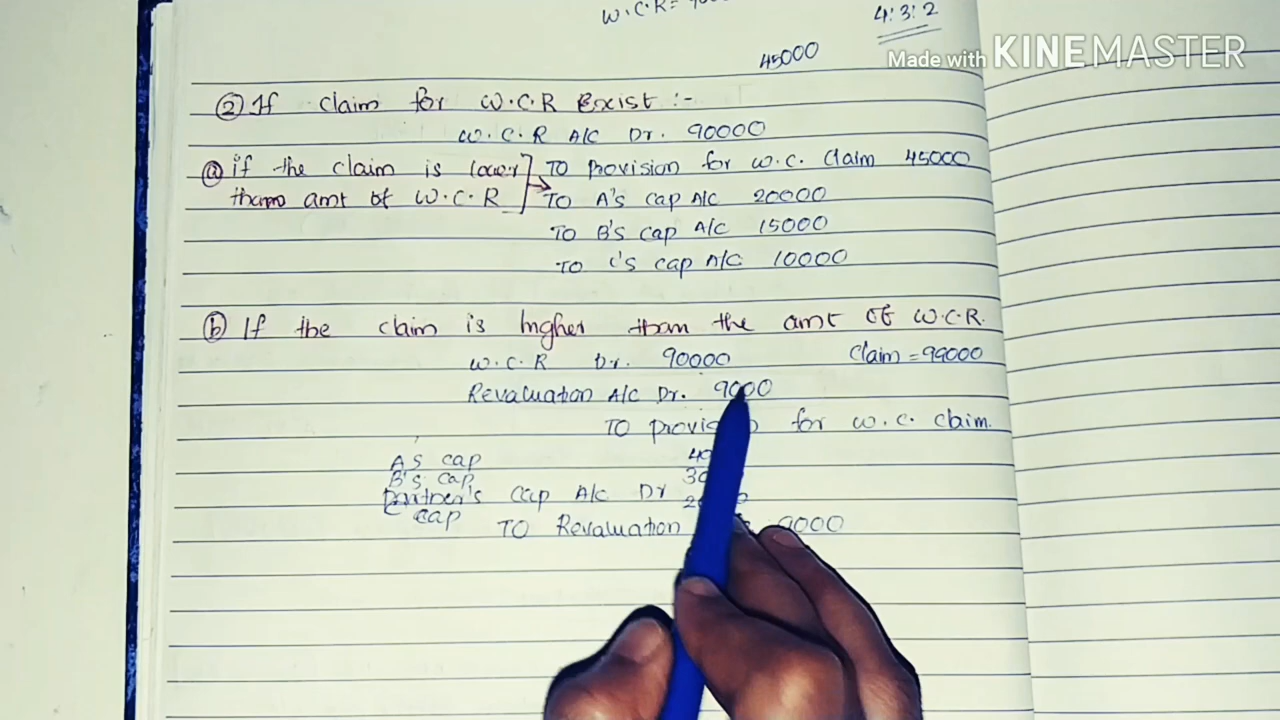 W.C.R = 90
4:3:2
Made with KINEMASTER
45000
② If claim for W.C.R Exist :-
W.C.R A/C Dr. 90000
ⓐ if the claim is lower TO Provision for W.C. Claim 45000
than amt of W.C.R TO A's cap A/C 20000
TO B's cap A/C 15000
TO C's cap A/C 10000
ⓑ If the claim is higher than the amt of W.C.R.
W.C.R Dr. 90000 Claim = 99000
Revaluation A/C Dr. 9000
TO for W.C. Claim.
A's cap
B's cap
Partner's cap A/C Dr
C cap TO Revaluation 9000